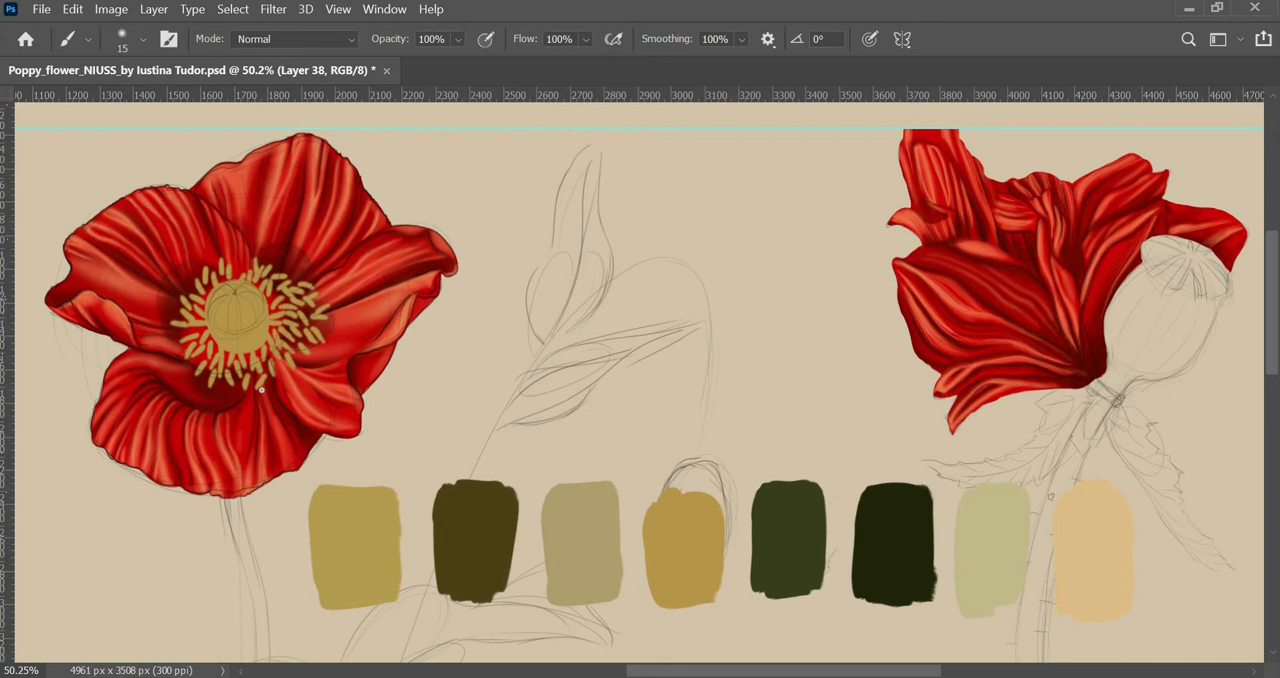 Ps File Edit Image Layer Type Select Filter 3D View Window Help
15 Mode: Normal Opacity: 100% Flow: 100% Smoothing: 100% 0°
Poppy_flower_NIUSS_by Iustina Tudor.psd @ 50.2% (Layer 38, RGB/8) *
00 1100 1200 1300 1400 1500 1600 1700 1800 1900 2000 2100 2200 2300 2400 2500 2600 2700 2800 2900 3000 3100 3200 3300 3400 3500 3600 3700 3800 3900 4000 4100 4200 4300 4400 4500 4600 4700
50.25% 4961 px x 3508 px (300 ppi)